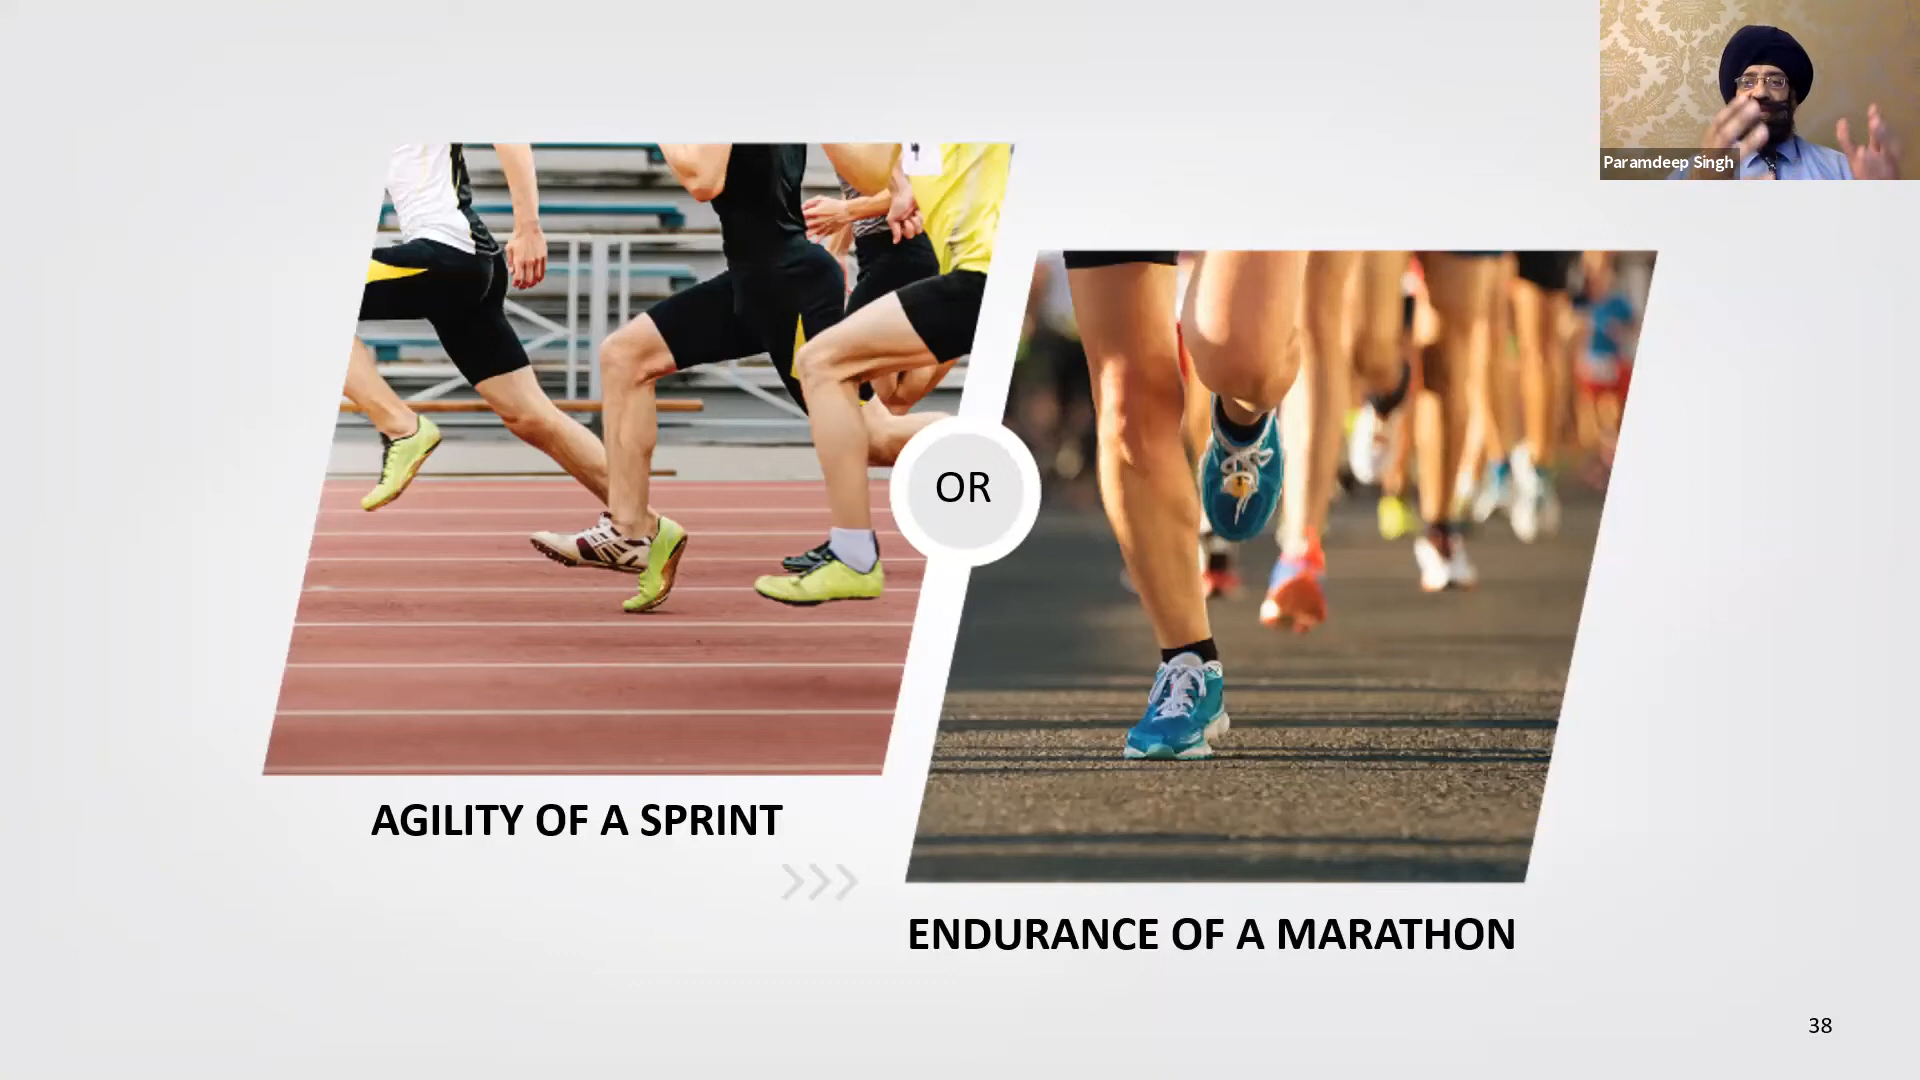 Paramdeep Singh
OR
AGILITY OF A SPRINT
ENDURANCE OF A MARATHON
38